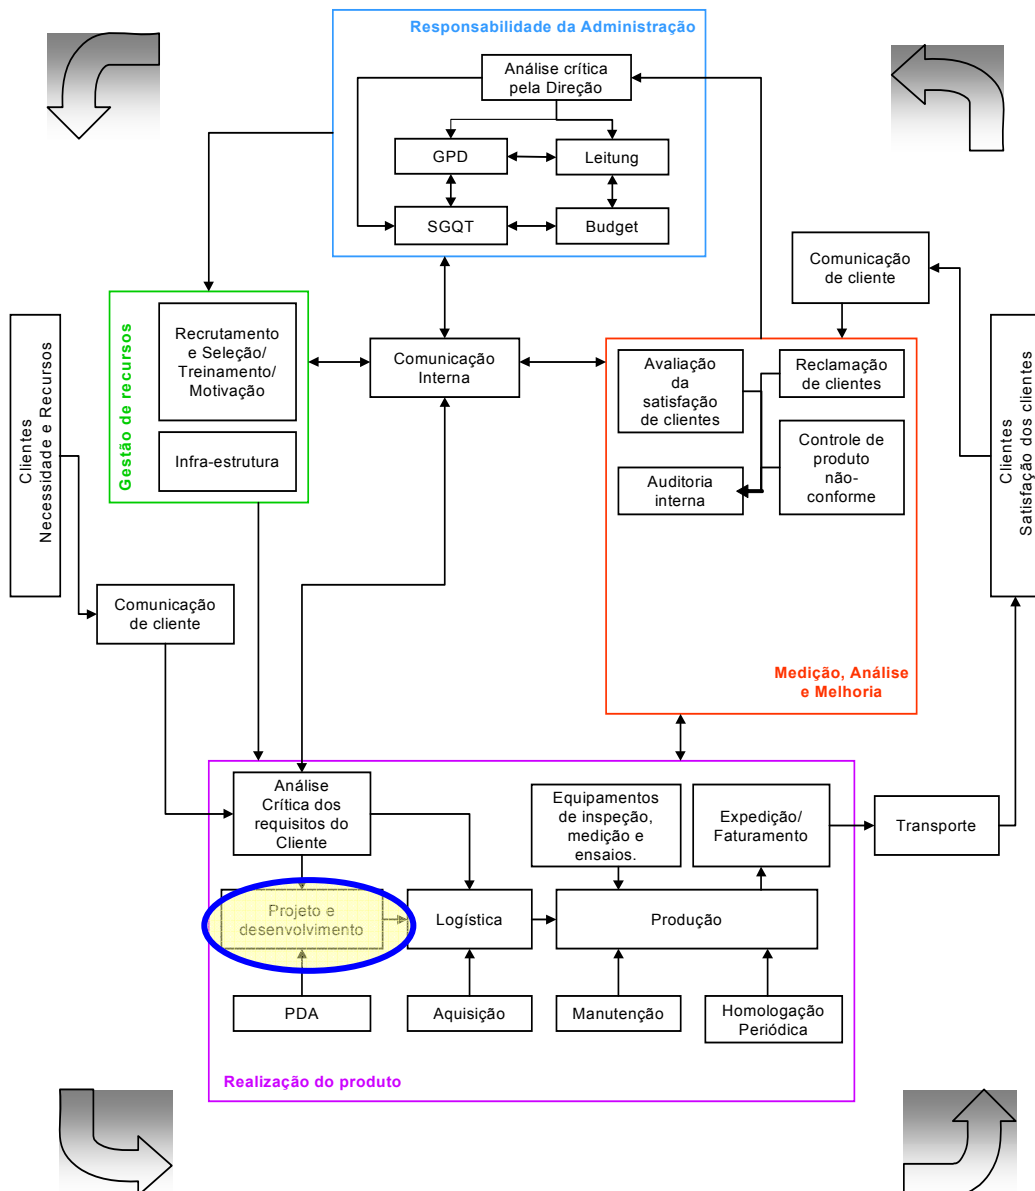 Responsabilidade da Administração
Análise crítica
pela Direção
GPD
Leitung
SGQT
Budget
Comunicação
de cliente
Gestão de recursos
Recrutamento
e Seleção/
Treinamento/
Motivação
Infra-estrutura
Comunicação
Interna
Avaliação
da
satisfação
de clientes
Reclamação
de clientes
Controle de
produto
não-
conforme
Auditoria
interna
Medição, Análise
e Melhoria
Clientes
Necessidade e Recursos
Clientes
Satisfação dos clientes
Comunicação
de cliente
Análise
Crítica dos
requisitos do
Cliente
Equipamentos
de inspeção,
medição e
ensaios.
Expedição/
Faturamento
Transporte
Projeto e
desenvolvimento
Logística
Produção
PDA
Aquisição
Manutenção
Homologação
Periódica
Realização do produto